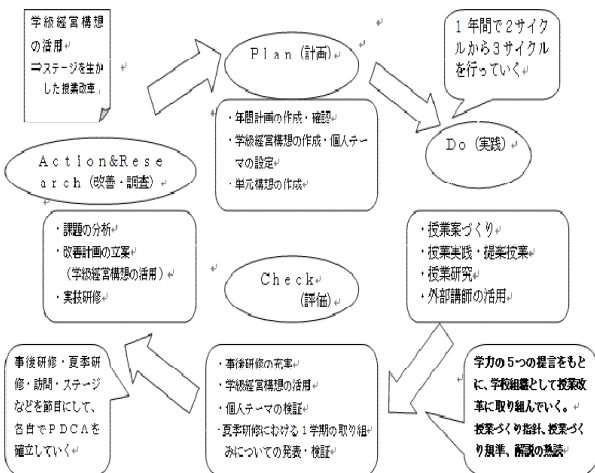 学級経営構想
の活用
⇒ステージを生か
した授業改革」
Plan(計画)
・年間計画の作成・確認
・学級経営構想の作成・個人テー
マの設定
・単元構想の作成
1年間で2サイク
ルから3サイクル
を行っていく
Do(実践)
・授業案づくり
・授業実践・提案授業
・授業研究
・外部講師の活用
学力の5つの提言をもと
に、学校組織として授業改
革に取り組んでいく。
授業づくり指針、授業づく
り規準、解説の熟読
Check
(評価)
・事後研修の充実
・学級経営構想の活用
・個人テーマの検証
・夏季研修における1学期の取り組
みについての発表・検証
Action&Rese
arch(改善・調査)
・課題の分析
・改善計画の立案
(学級経営構想の活用)
・実技研修
事後研修・夏季研
修・訪問・ステージ
などを節目にして、
各自でPDCAを
確立していく